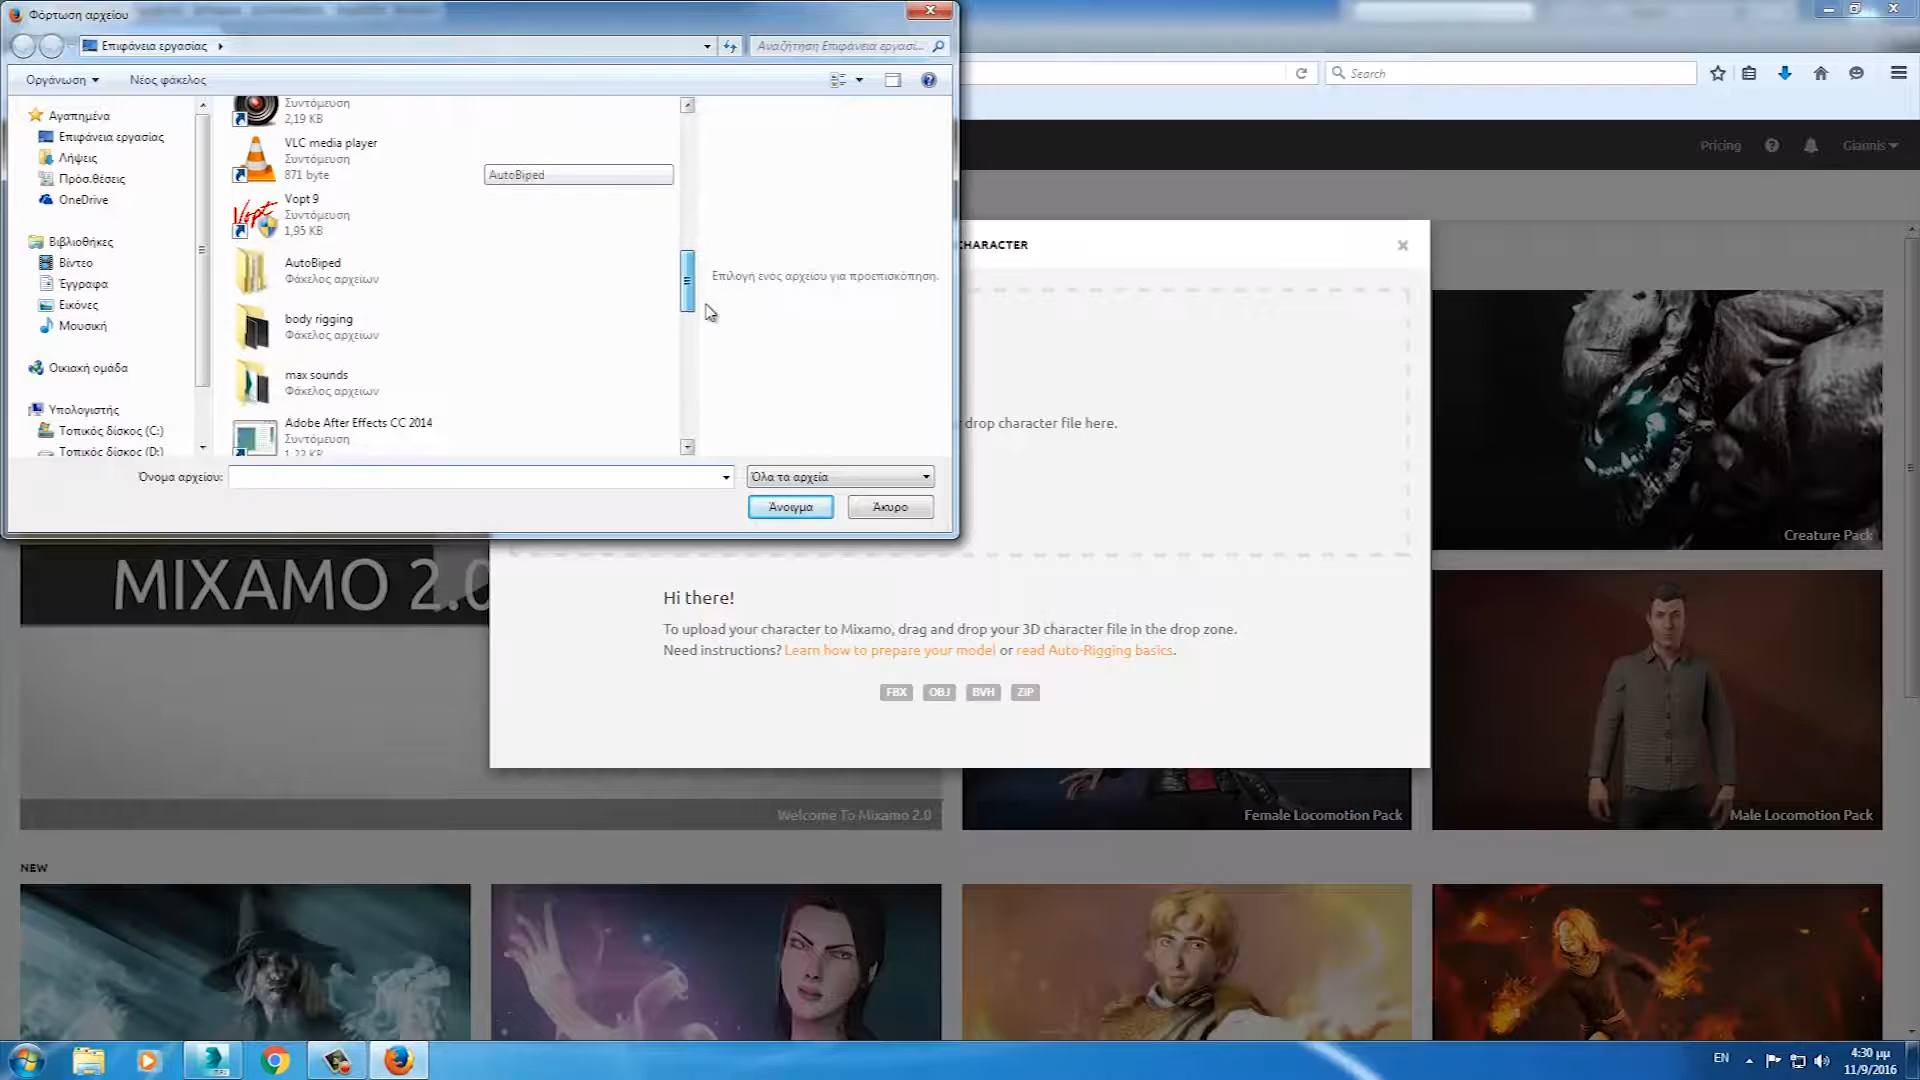 Φόρτωση αρχείου
Επιφάνεια εργασίας
Αναζήτηση Επιφάνεια εργασί...
Οργάνωση
Νέος φάκελος
Αγαπημένα
Επιφάνεια εργασίας
Λήψεις
Πρόσ.θέσεις
OneDrive
Βιβλιοθήκες
Βίντεο
Έγγραφα
Εικόνες
Μουσική
Οικιακή ομάδα
Υπολογιστής
Τοπικός δίσκος (C:)
Τοπικός δίσκος (D:)
Συντόμευση
2,19 KB
VLC media player
Συντόμευση
871 byte
AutoBiped
Vopt
Vopt 9
Συντόμευση
1,95 KB
AutoBiped
Φάκελος αρχείων
body rigging
Φάκελος αρχείων
max sounds
Φάκελος αρχείων
Adobe After Effects CC 2014
Συντόμευση
1,23 KB
Επιλογή ενός αρχείου για προεπισκόπηση.
Όνομα αρχείου:
Όλα τα αρχεία
Άνοιγμα
Άκυρο
Search
Pricing
Giannis
CHARACTER
drop character file here.
Hi there!
To upload your character to Mixamo, drag and drop your 3D character file in the drop zone.
Need instructions? Learn how to prepare your model or read Auto-Rigging basics.
FBX OBJ BVH ZIP
MIXAMO 2.0
Welcome To Mixamo 2.0
Creature Pack
Female Locomotion Pack
Male Locomotion Pack
NEW
EN
4:30 μμ
11/9/2016